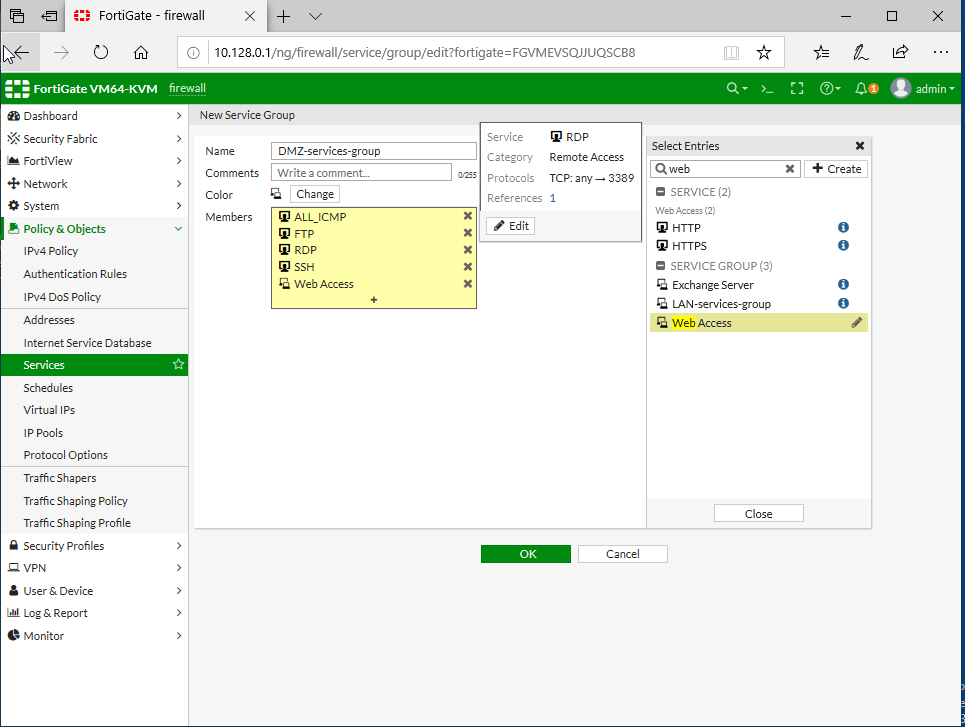 FortiGate - firewall
10.128.0.1/ng/firewall/service/group/edit?fortigate=FGVMEVSQJJUQSCB8
FortiGate VM64-KVM firewall
1 admin
Dashboard
Security Fabric
FortiView
Network
System
Policy & Objects
IPv4 Policy
Authentication Rules
IPv4 DoS Policy
Addresses
Internet Service Database
Services
Schedules
Virtual IPs
IP Pools
Protocol Options
Traffic Shapers
Traffic Shaping Policy
Traffic Shaping Profile
Security Profiles
VPN
User & Device
Log & Report
Monitor
New Service Group
Name DMZ-services-group
Comments Write a comment... 0/255
Color Change
Members ALL_ICMP
FTP
RDP
SSH
Web Access
+
Service RDP
Category Remote Access
Protocols TCP: any → 3389
References 1
Edit
Select Entries
web + Create
SERVICE (2)
Web Access (2)
HTTP
HTTPS
SERVICE GROUP (3)
Exchange Server
LAN-services-group
Web Access
Close
OK Cancel